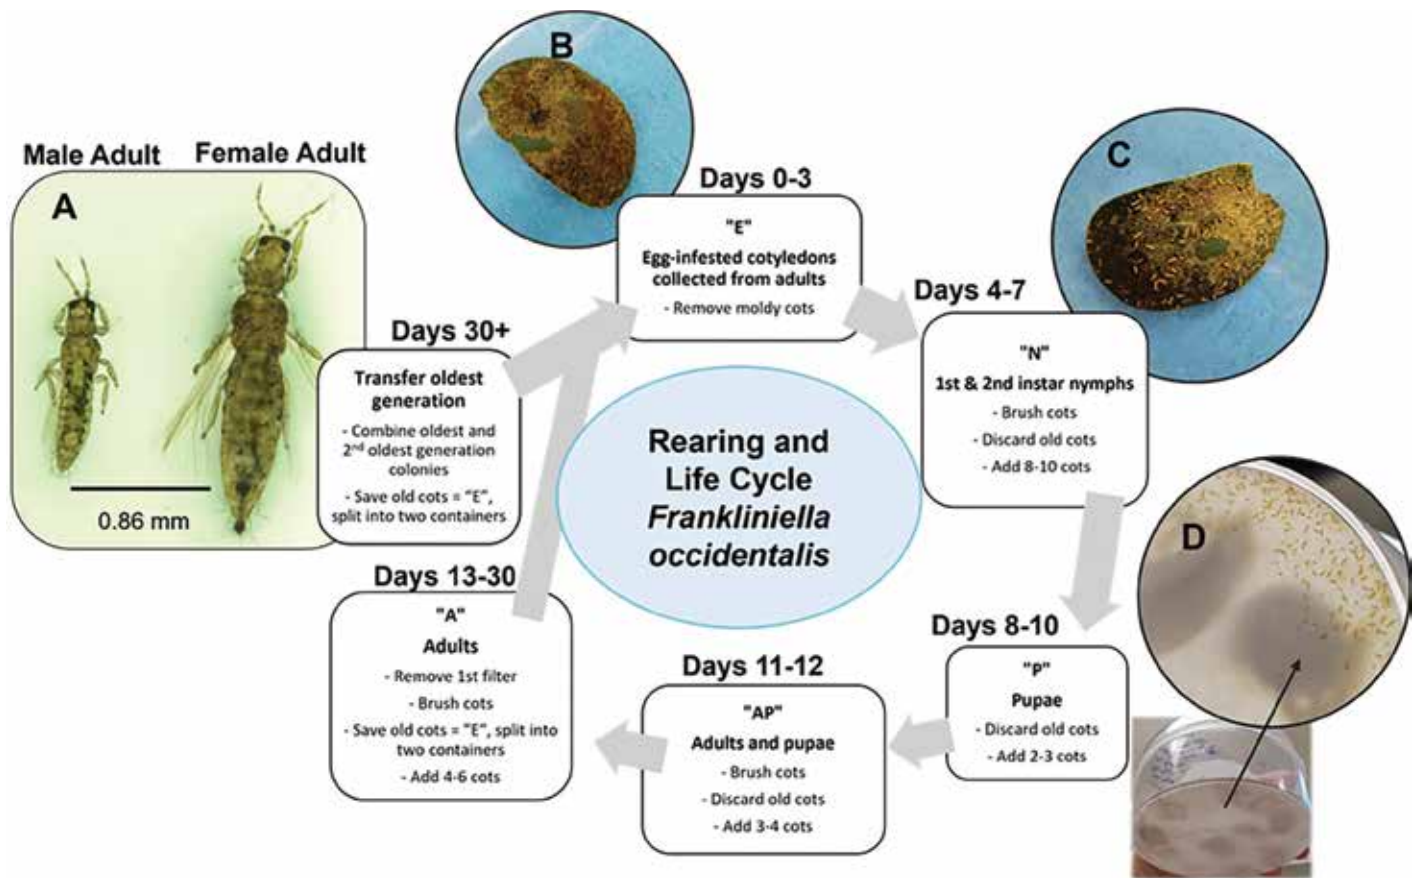 Male Adult
Female Adult
A
0.86 mm
B
Days 0-3
"E"
Egg-infested cotyledons
collected from adults
- Remove moldy cots
C
Days 4-7
"N"
1st & 2nd instar nymphs
- Brush cots
- Discard old cots
- Add 8-10 cots
D
Days 8-10
"P"
Pupae
- Discard old cots
- Add 2-3 cots
Days 11-12
"AP"
Adults and pupae
- Brush cots
- Discard old cots
- Add 3-4 cots
Days 13-30
"A"
Adults
- Remove 1st filter
- Brush cots
- Save old cots = "E", split into
two containers
- Add 4-6 cots
Days 30+
Transfer oldest
generation
- Combine oldest and
2nd oldest generation
colonies
- Save old cots = "E",
split into two containers
Rearing and
Life Cycle
Frankliniella
occidentalis